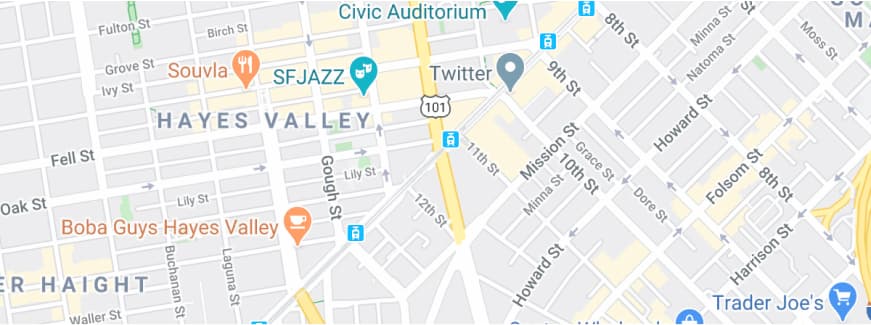 Civic Auditorium
Fulton St
Birch St
8th St
Minna St
Moss St
Grove St
Souvla
SFJAZZ
Twitter
9th St
Natoma St
Ivy St
101
Howard St
HAYES VALLEY
Fell St
11th St
Mission St
Grace St
10th St
Folsom St
8th St
Gough St
Lily St
Lily St
Minna St
Dore St
Oak St
12th St
Boba Guys Hayes Valley
Harrison St
Howard St
Buchanan St
Laguna St
ER HAIGHT
Trader Joe's
Waller St